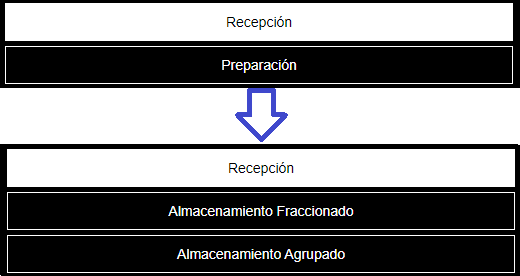 Recepción
Preparación
Recepción
Almacenamiento Fraccionado
Almacenamiento Agrupado